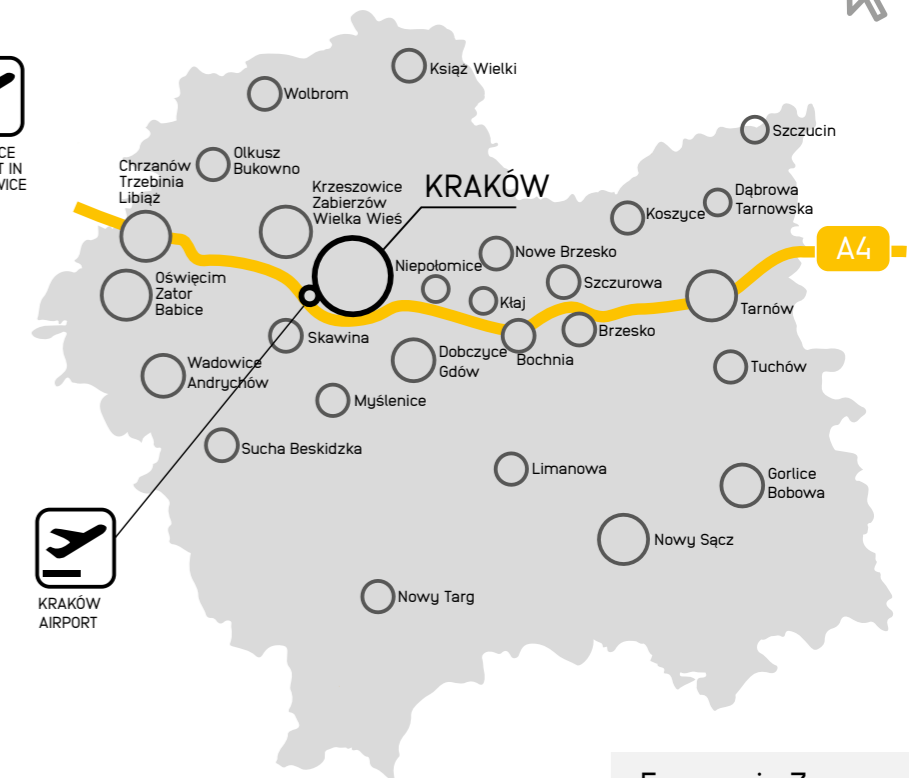 Książ Wielki
Wolbrom
Szczucin
CE
T IN
VICE
Olkusz
Bukowno
Chrzanów
Trzebinia
Libiąż
Krzeszowice
Zabierzów
Wielka Wieś
KRAKÓW
Dąbrowa
Tarnowska
Koszyce
A4
Nowe Brzesko
Niepołomice
Oświęcim
Zator
Babice
Szczurowa
Kłaj
Tarnów
Skawina
Brzesko
Dobczyce
Gdów
Bochnia
Wadowice
Andrychów
Tuchów
Myślenice
Sucha Beskidzka
Limanowa
Gorlice
Bobowa
Nowy Sącz
Nowy Targ
KRAKÓW
AIRPORT